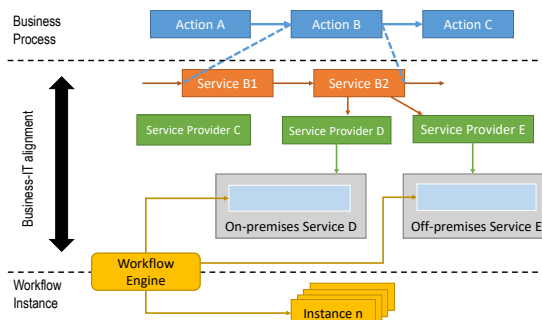 Business
Process
Action A
Action B
Action C
Service B1
Service B2
Service Provider C
Service Provider D
Service Provider E
Business-IT alignment
On-premises Service D
Off-premises Service E
Workflow
Engine
Workflow
Instance
Instance n